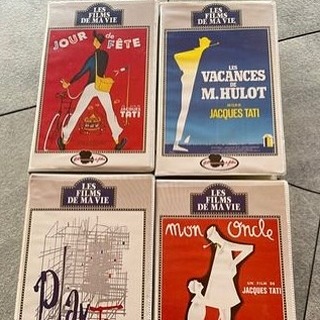 LES FILMS
DE MA VIE
JOUR de FÊTE
JACQUES
TATI
LES FILMS
DE MA VIE
LES
VACANCES
DE
M.HULOT
JACQUES TATI
LES FILMS
DE MA VIE
Play
LES FILMS
DE MA VIE
mon Oncle
UN FILM DE
JACQUES TATI